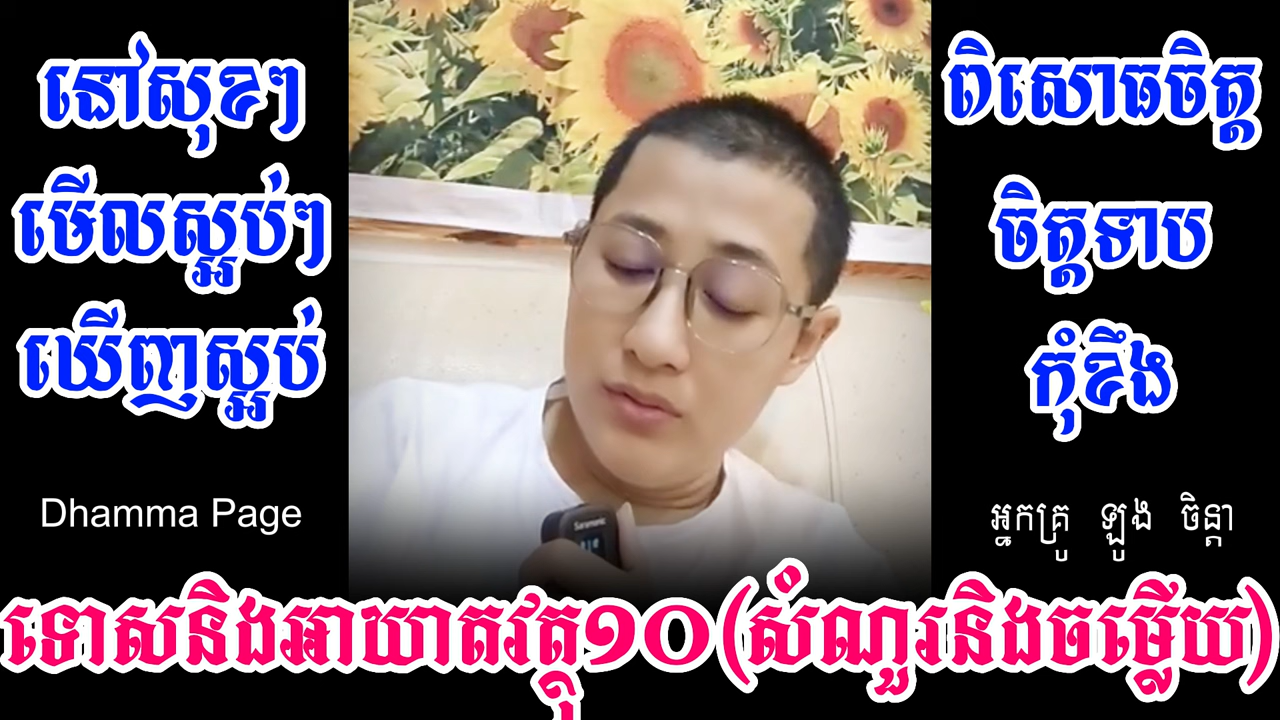 នៅសុខៗ
មើលស្អប់ៗ
ឃើញស្អប់
Dhamma Page
ពិសោធចិត្ត
ចិត្តទាប
កុំខឹង
អ្នកគ្រូ ឡុង ចិន្តា
Saramonic
ទោសនិងអាឃាតវត្ថុ១០(សំណួរនិងចម្លើយ)